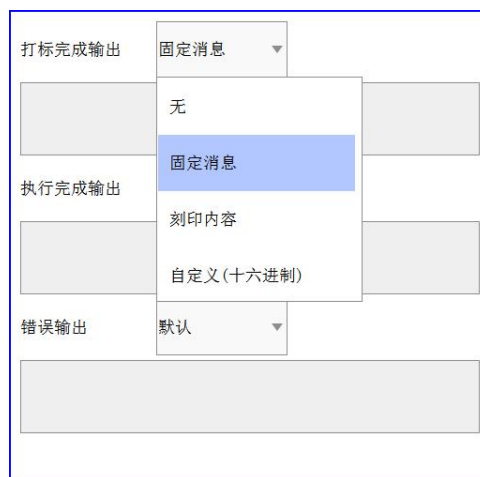 打标完成输出
固定消息
无
固定消息
执行完成输出
刻印内容
自定义(十六进制)
错误输出
默认